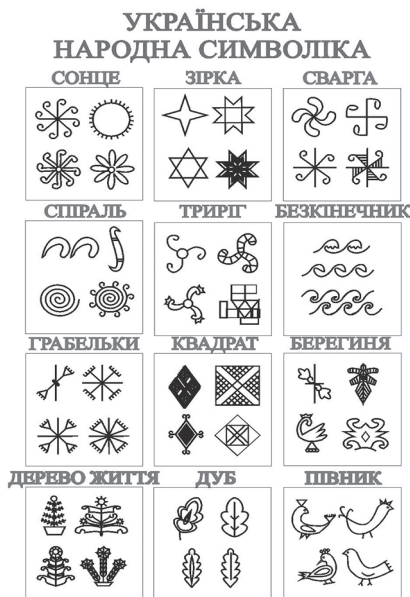 УКРАЇНСЬКА
НАРОДНА СИМВОЛІКА
СОНЦЕ ЗІРКА СВАРГА
СПІРАЛЬ ТРИРІГ БЕЗКІНЕЧНИК
ГРАБЕЛЬКИ КВАДРАТ БЕРЕГИНЯ
ДЕРЕВО ЖИТТЯ ДУБ ПІВНИК